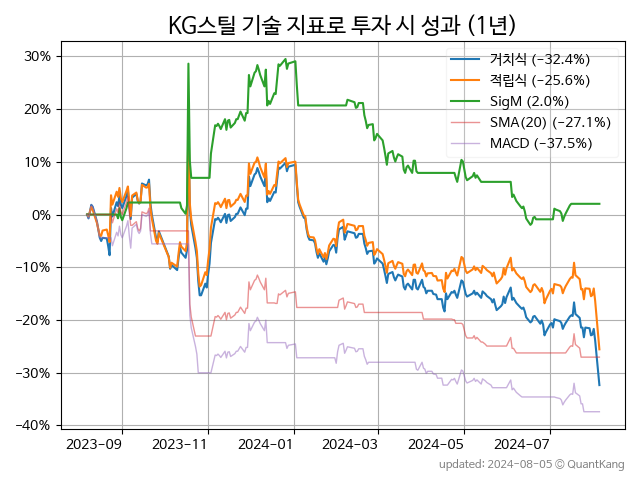 KG스틸 기술 지표로 투자 시 성과 (1년)
거치식 (−32.4%)
적립식 (−25.6%)
SigM (2.0%)
SMA(20) (−27.1%)
MACD (−37.5%)
30%
20%
10%
0%
−10%
−20%
−30%
−40%
2023-09
2023-11
2024-01
2024-03
2024-05
2024-07
updated: 2024-08-05 © QuantKang